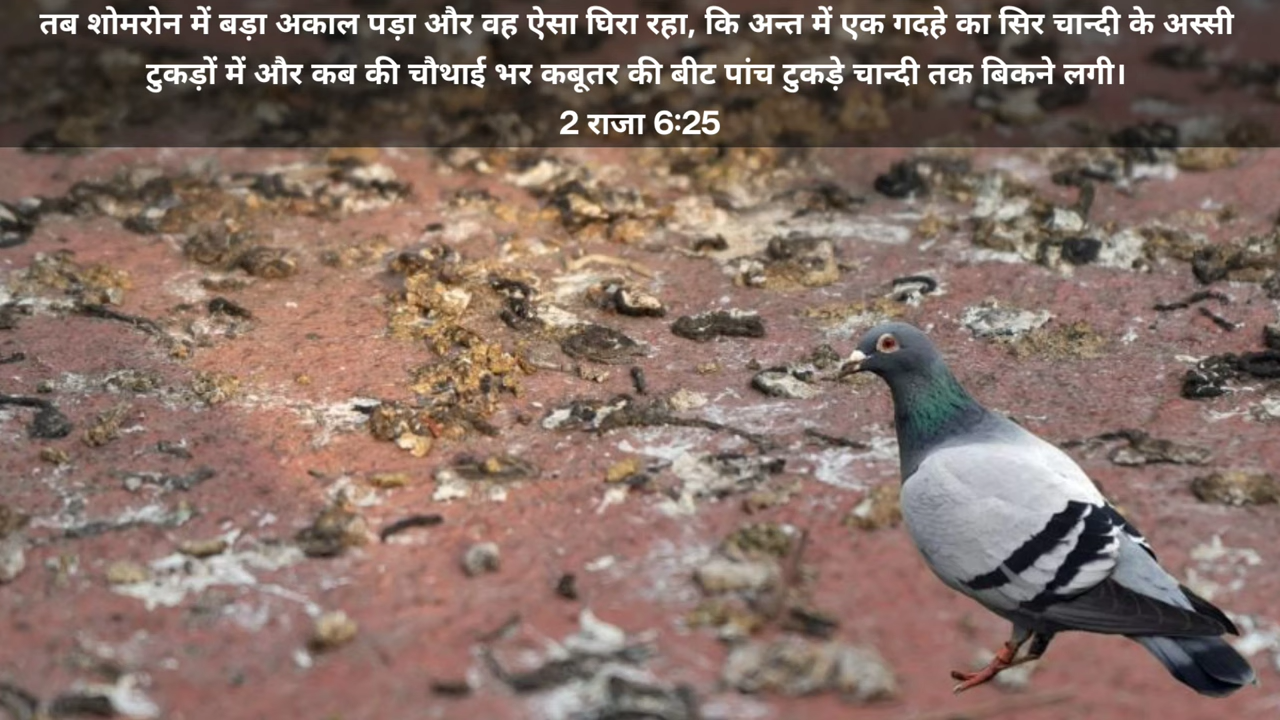 तब शोमरोन में बड़ा अकाल पड़ा और वह ऐसा घिरा रहा, कि अन्त में एक गदहे का सिर चान्दी के अस्सी
टुकड़ों में और कब की चौथाई भर कबूतर की बीट पांच टुकड़े चान्दी तक बिकने लगी।
2 राजा 6:25